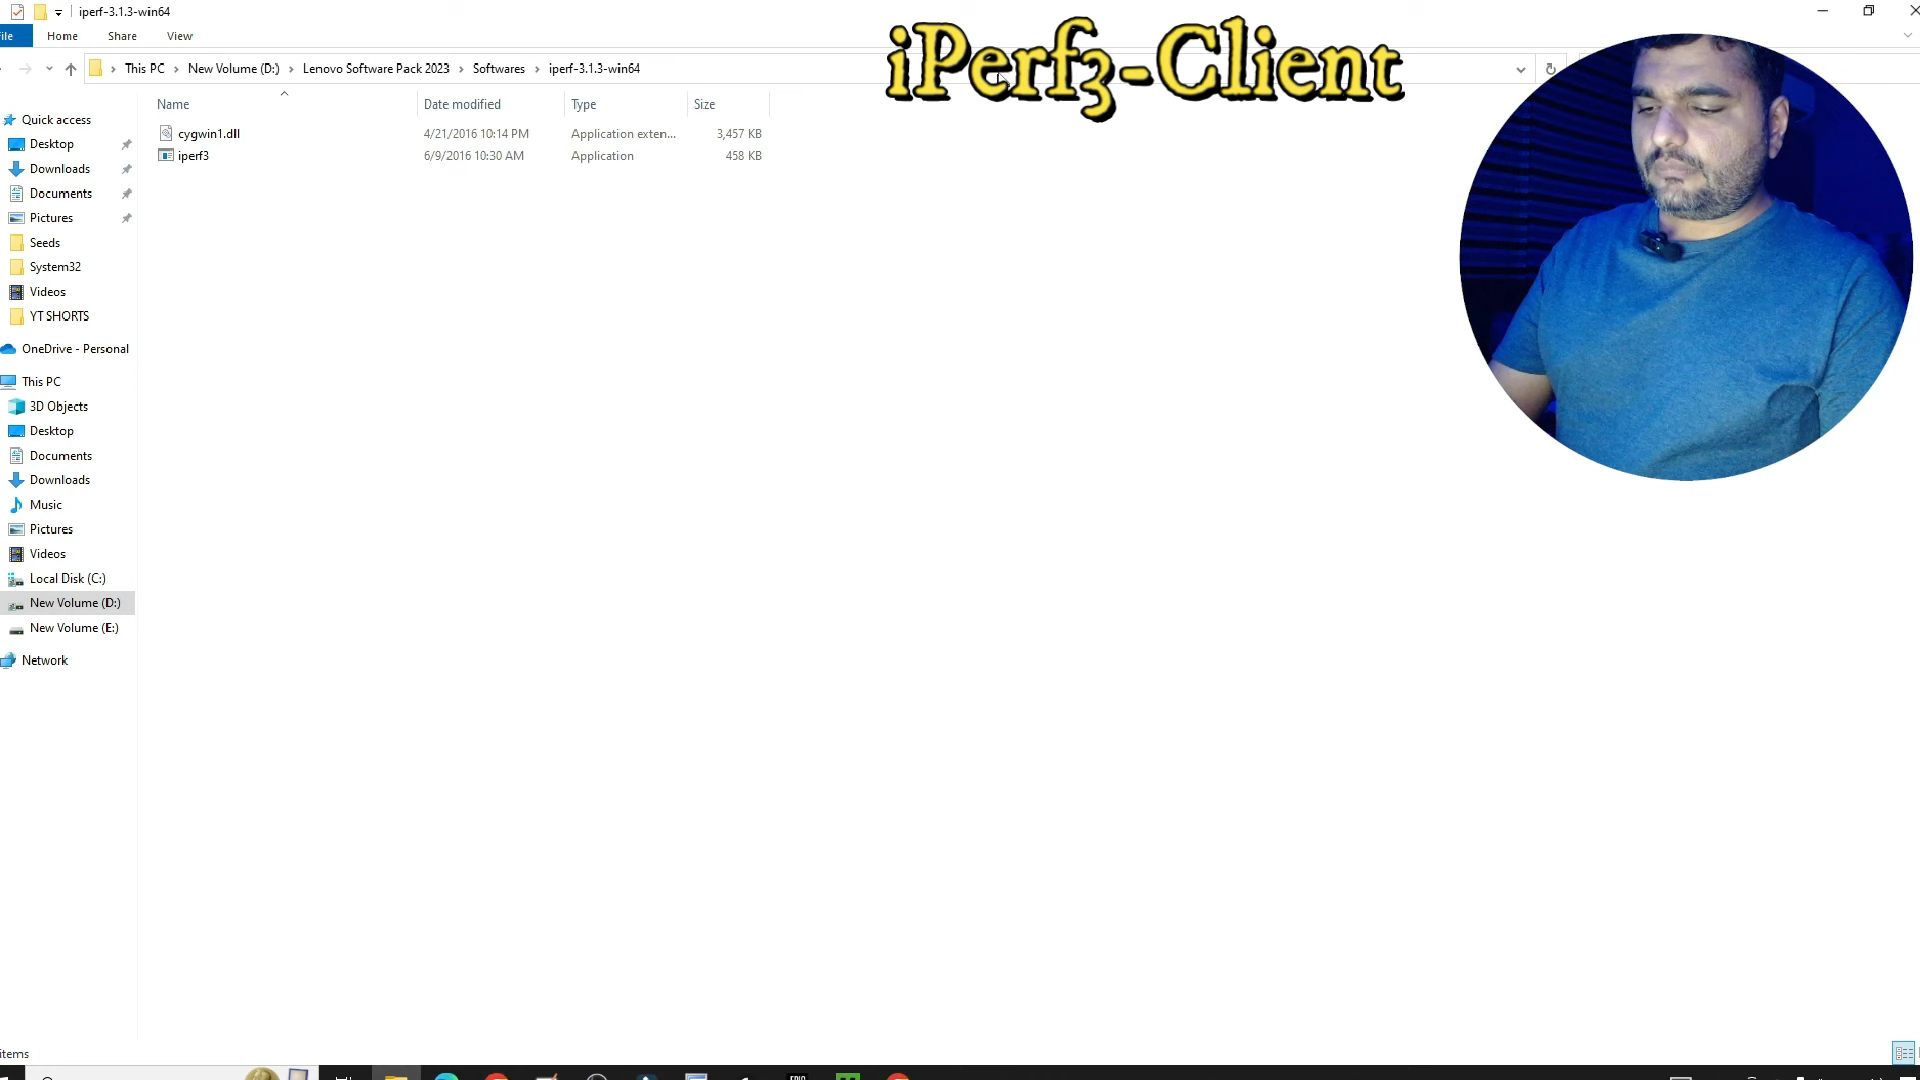 iperf-3.1.3-win64
ile Home Share View
This PC New Volume (D:) Lenovo Software Pack 2023 Softwares iperf-3.1.3-win64
iPerf3-Client
Name Date modified Type Size
cygwin1.dll 4/21/2016 10:14 PM Application exten... 3,457 KB
iperf3 6/9/2016 10:30 AM Application 458 KB
Quick access
Desktop
Downloads
Documents
Pictures
Seeds
System32
Videos
YT SHORTS
OneDrive - Personal
This PC
3D Objects
Desktop
Documents
Downloads
Music
Pictures
Videos
Local Disk (C:)
New Volume (D:)
New Volume (E:)
Network
items